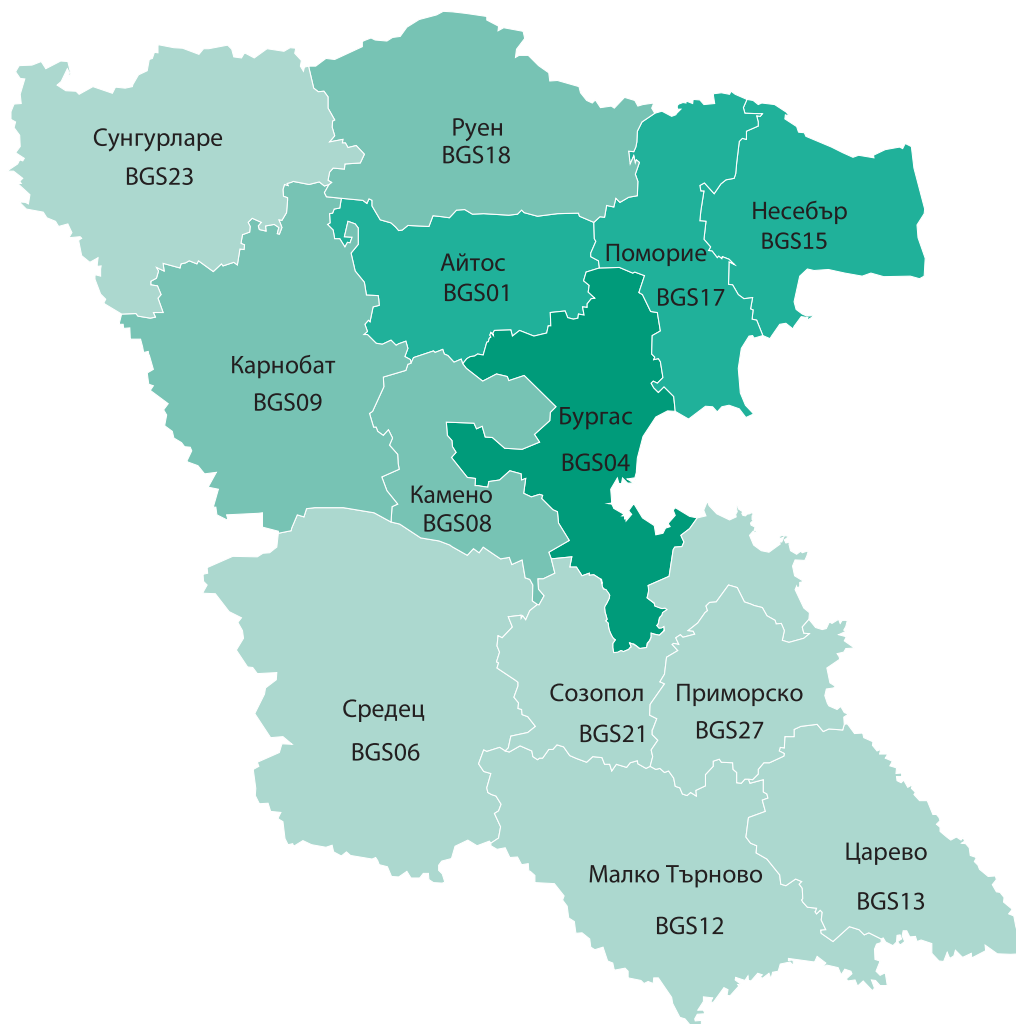 Сунгурларе
BGS23
Руен
BGS18
Несебър
BGS15
Поморие
BGS17
Айтос
BGS01
Карнобат
BGS09
Бургас
BGS04
Камено
BGS08
Средец
BGS06
Созопол
BGS21
Приморско
BGS27
Малко Търново
BGS12
Царево
BGS13